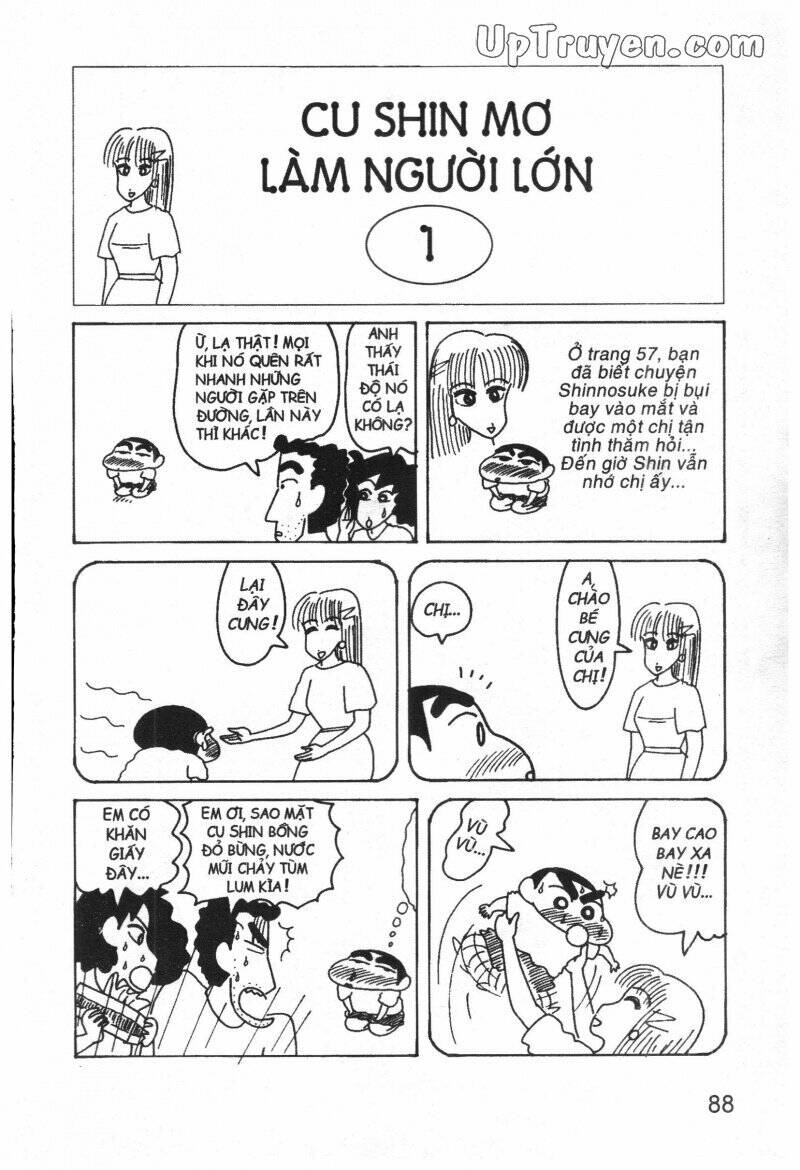 UpTruyen.com
CU SHIN MƠ
LÀM NGƯỜI LỚN
1
Ở trang 57, bạn
đã biết chuyện
Shinnosuke bị bụi
bay vào mắt và
được một chị tận
tình thăm hỏi...
Đến giờ Shin vẫn
nhớ chị ấy...
ANH
THẤY
THÁI
ĐỘ NÓ
CÓ LẠ
KHÔNG?
Ừ, LẠ THẬT! MỌI
KHI NÓ QUÊN RẤT
NHANH NHỮNG
NGƯỜI GẶP TRÊN
ĐƯỜNG, LẦN NÀY
THÌ KHÁC!
A,
CHÀO
BÉ
CƯNG
CỦA
CHỊ!
CHỊ...
LẠI
ĐÂY
CƯNG!
BAY CAO
BAY XA
NÈ!!!
VÙ VÙ...
VÙ
VÙ...
EM ƠI, SAO MẶT
CU SHIN BỖNG
ĐỎ BỪNG, NƯỚC
MŨI CHẢY TÙM
LUM KÌA!
EM CÓ
KHĂN
GIẤY
ĐÂY...
88